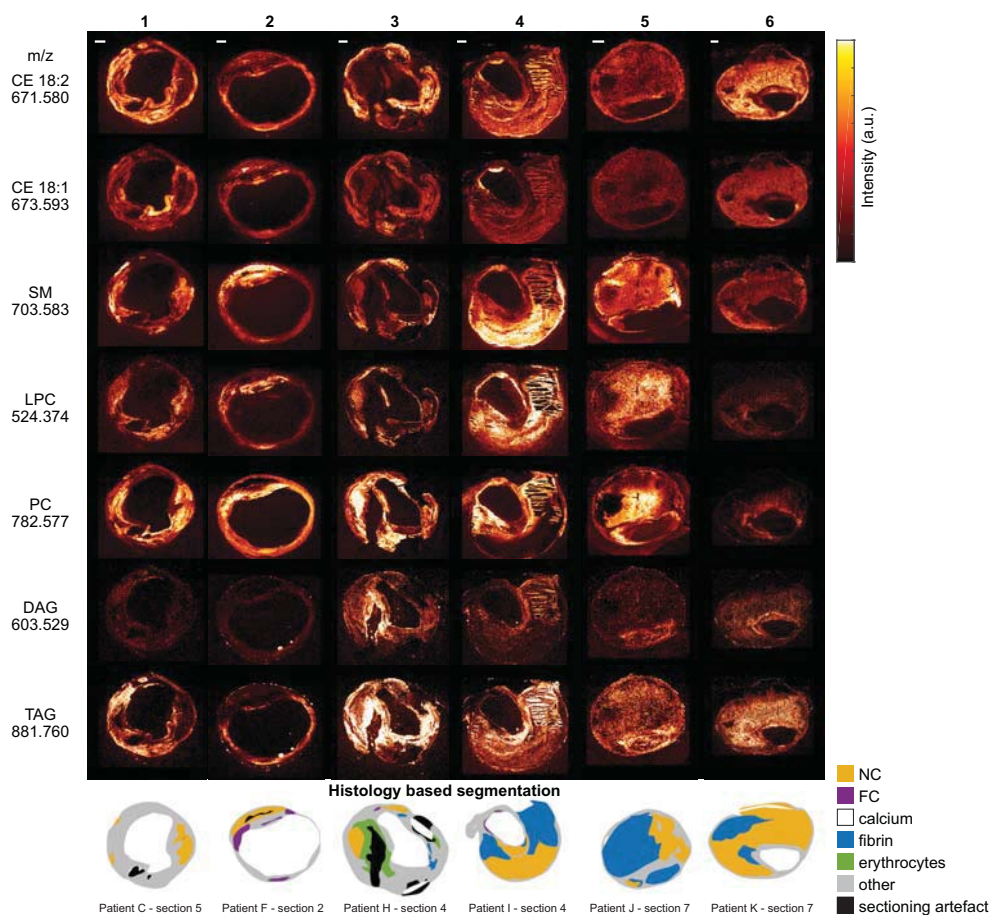 1 2 3 4 5 6
m/z
CE 18:2
671.580
CE 18:1
673.593
SM
703.583
LPC
524.374
PC
782.577
DAG
603.529
TAG
881.760
Intensity (a.u.)
Histology based segmentation
NC
FC
calcium
fibrin
erythrocytes
other
sectioning artefact
Patient C - section 5 Patient F - section 2 Patient H - section 4 Patient I - section 4 Patient J - section 7 Patient K - section 7